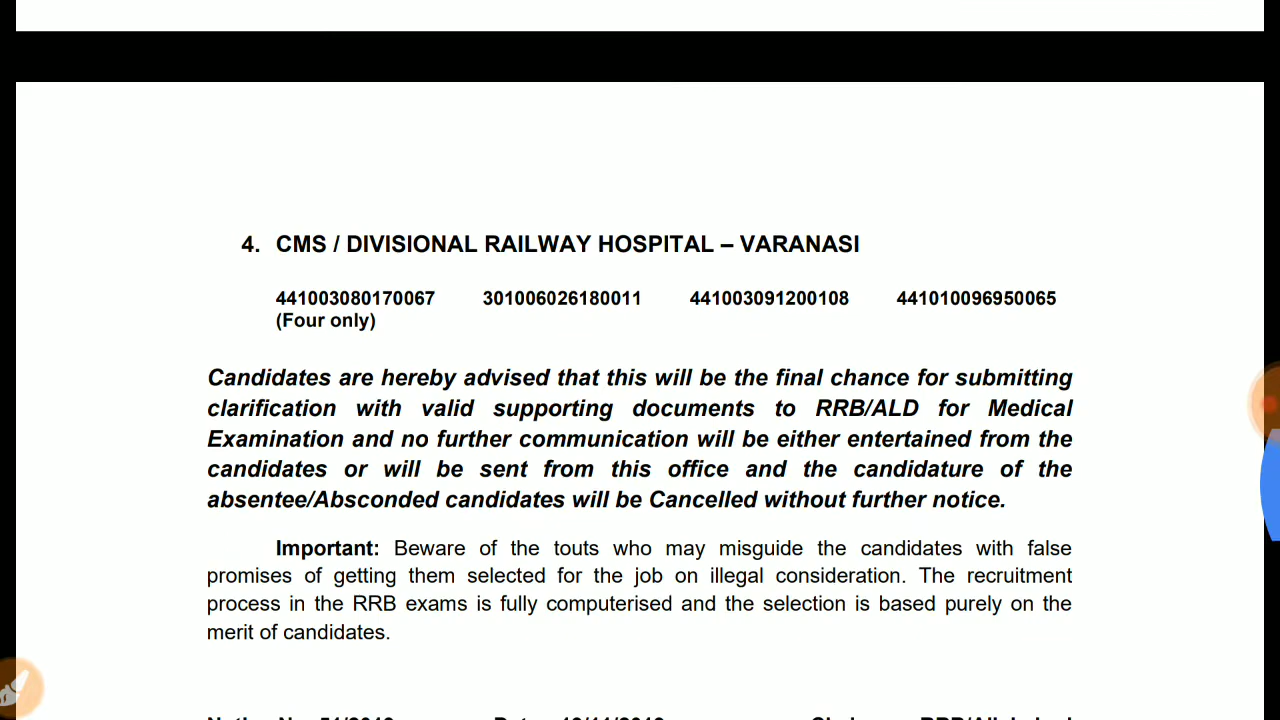 4. CMS / DIVISIONAL RAILWAY HOSPITAL – VARANASI
441003080170067 301006026180011 441003091200108 441010096950065
(Four only)
Candidates are hereby advised that this will be the final chance for submitting
clarification with valid supporting documents to RRB/ALD for Medical
Examination and no further communication will be either entertained from the
candidates or will be sent from this office and the candidature of the
absentee/Absconded candidates will be Cancelled without further notice.
Important: Beware of the touts who may misguide the candidates with false
promises of getting them selected for the job on illegal consideration. The recruitment
process in the RRB exams is fully computerised and the selection is based purely on the
merit of candidates.